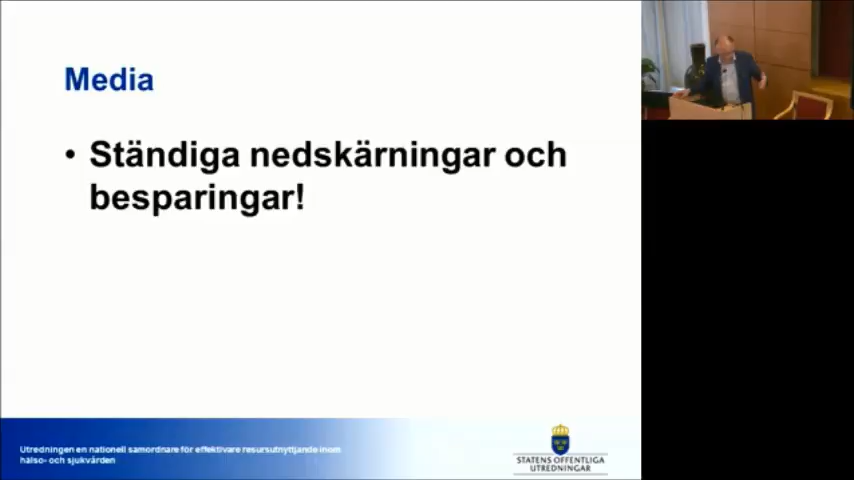 Media
• Ständiga nedskärningar och
besparingar!
Utredningen en nationell samordnare för effektivare resursutnyttjande inom
hälso- och sjukvården
STATENS OFFENTLIGA
UTREDNINGAR